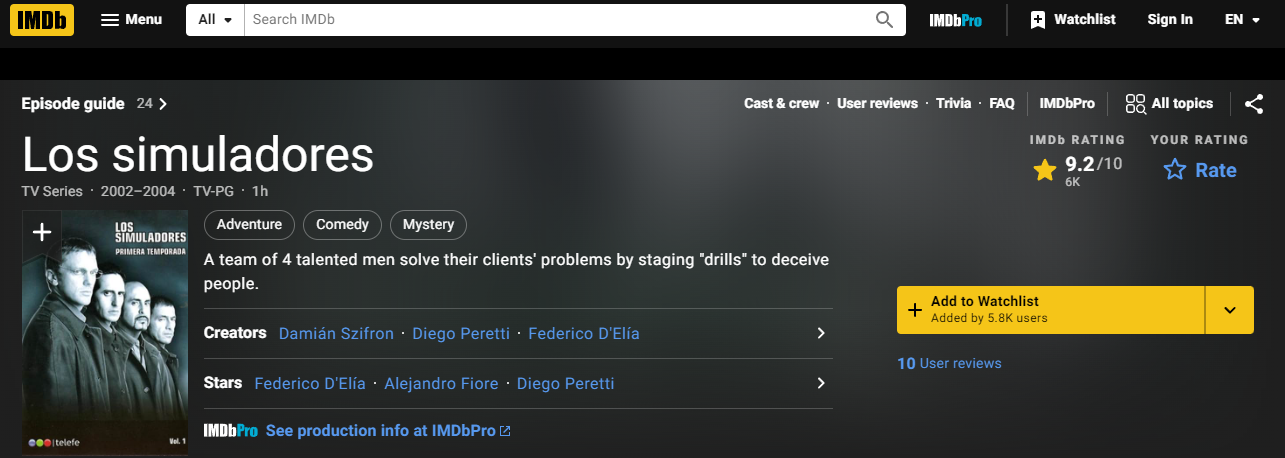 IMDb Menu All Search IMDb IMDbPro Watchlist Sign In EN
Episode guide 24 Cast & crew · User reviews · Trivia · FAQ IMDbPro All topics
Los simuladores
IMDb RATING YOUR RATING
9.2/10 Rate
6K
TV Series · 2002–2004 · TV-PG · 1h
LOS
SIMULADORES
PRIMERA TEMPORADA
telefe Vol. 1
Adventure Comedy Mystery
A team of 4 talented men solve their clients' problems by staging "drills" to deceive
people.
Creators Damián Szifron · Diego Peretti · Federico D'Elía
Stars Federico D'Elía · Alejandro Fiore · Diego Peretti
IMDbPro See production info at IMDbPro
Add to Watchlist
Added by 5.8K users
10 User reviews